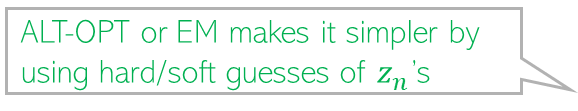 ALT-OPT or EM makes it simpler by
using hard/soft guesses of zₙ's